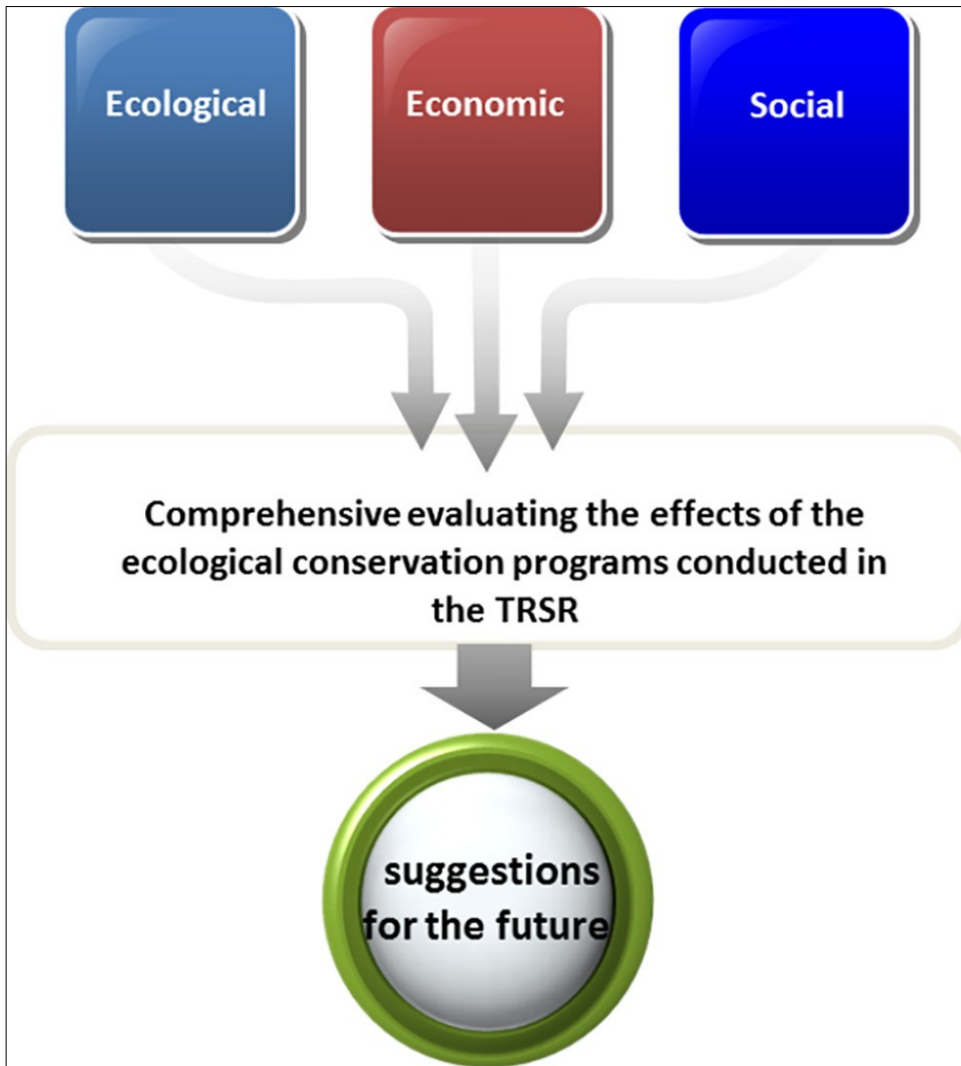 Ecological
Economic
Social
Comprehensive evaluating the effects of the
ecological conservation programs conducted in
the TRSR
suggestions
for the future